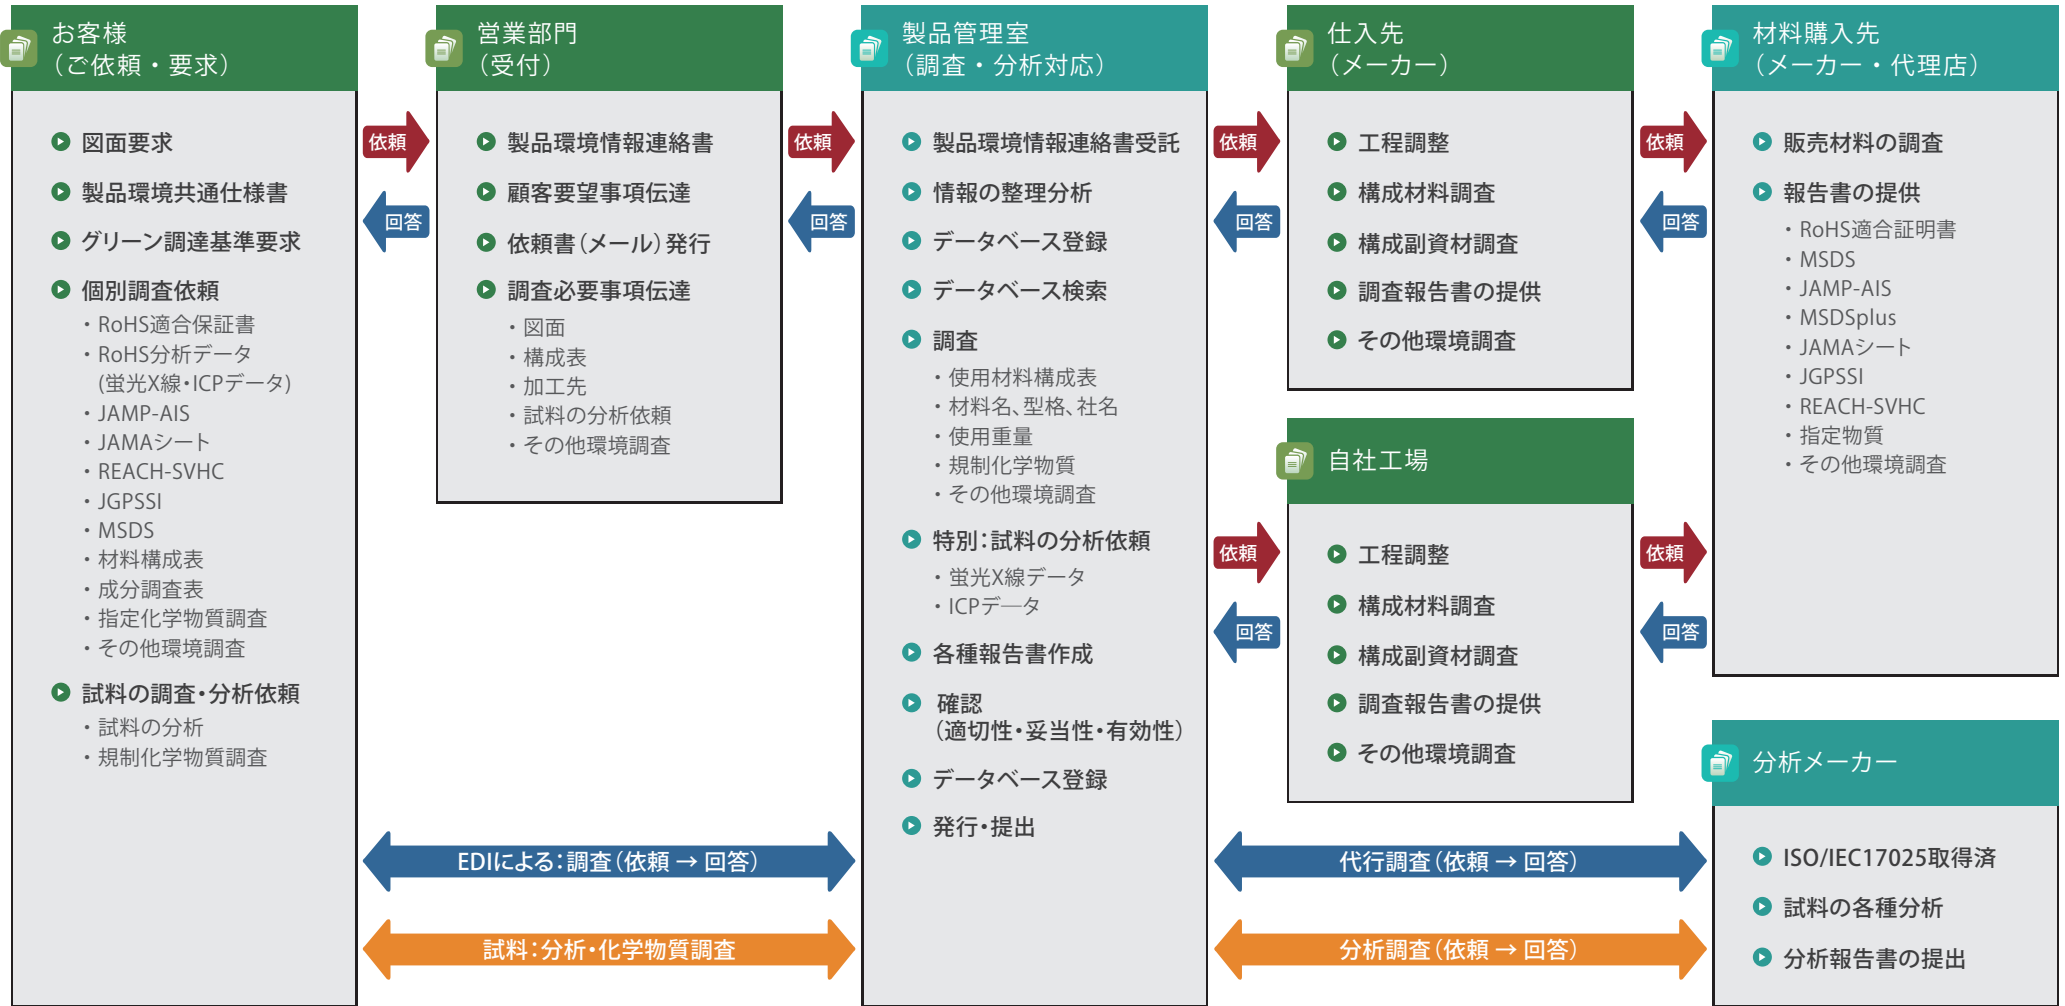 お客様
（ご依頼・要求）
図面要求
製品環境共通仕様書
グリーン調達基準要求
個別調査依頼
・RoHS適合保証書
・RoHS分析データ
(蛍光X線・ICPデータ)
・JAMP-AIS
・JAMAシート
・REACH-SVHC
・JGPSSI
・MSDS
・材料構成表
・成分調査表
・指定化学物質調査
・その他環境調査
試料の調査・分析依頼
・試料の分析
・規制化学物質調査
依頼
回答
営業部門
（受付）
製品環境情報連絡書
顧客要望事項伝達
依頼書（メール）発行
調査必要事項伝達
・図面
・構成表
・加工先
・試料の分析依頼
・その他環境調査
依頼
回答
EDIによる：調査（依頼 → 回答）
試料：分析・化学物質調査
製品管理室
（調査・分析対応）
製品環境情報連絡書受託
情報の整理分析
データベース登録
データベース検索
調査
・使用材料構成表
・材料名、型格、社名
・使用重量
・規制化学物質
・その他環境調査
特別：試料の分析依頼
・蛍光X線データ
・ICPデ―タ
各種報告書作成
確認
（適切性・妥当性・有効性）
データベース登録
発行・提出
依頼
回答
仕入先
（メーカー）
工程調整
構成材料調査
構成副資材調査
調査報告書の提供
その他環境調査
依頼
回答
依頼
回答
自社工場
工程調整
構成材料調査
構成副資材調査
調査報告書の提供
その他環境調査
依頼
回答
代行調査（依頼 → 回答）
分析調査（依頼 → 回答）
材料購入先
（メーカー・代理店）
販売材料の調査
報告書の提供
・RoHS適合証明書
・MSDS
・JAMP-AIS
・MSDSplus
・JAMAシート
・JGPSSI
・REACH-SVHC
・指定物質
・その他環境調査
分析メーカー
ISO/IEC17025取得済
試料の各種分析
分析報告書の提出